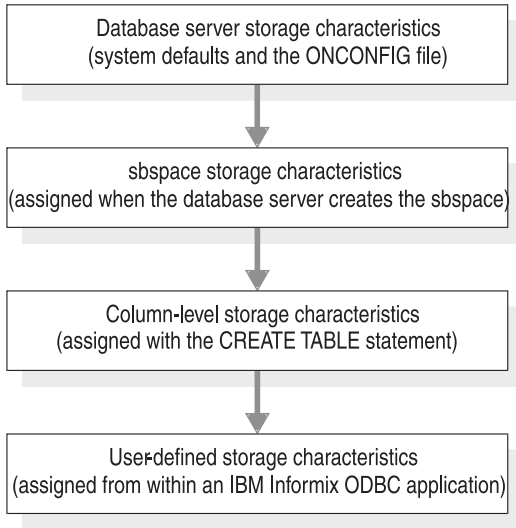 Database server storage characteristics
(system defaults and the ONCONFIG file)
sbspace storage characteristics
(assigned when the database server creates the sbspace)
Column-level storage characteristics
(assigned with the CREATE TABLE statement)
User-defined storage characteristics
(assigned from within an IBM Informix ODBC application)